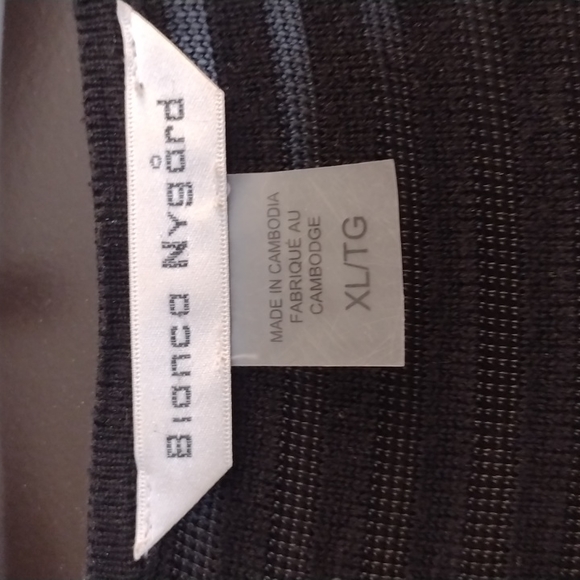 Bianca Nygård
MADE IN CAMBODIA
FABRIQUÉ AU
CAMBODGE
XL/TG